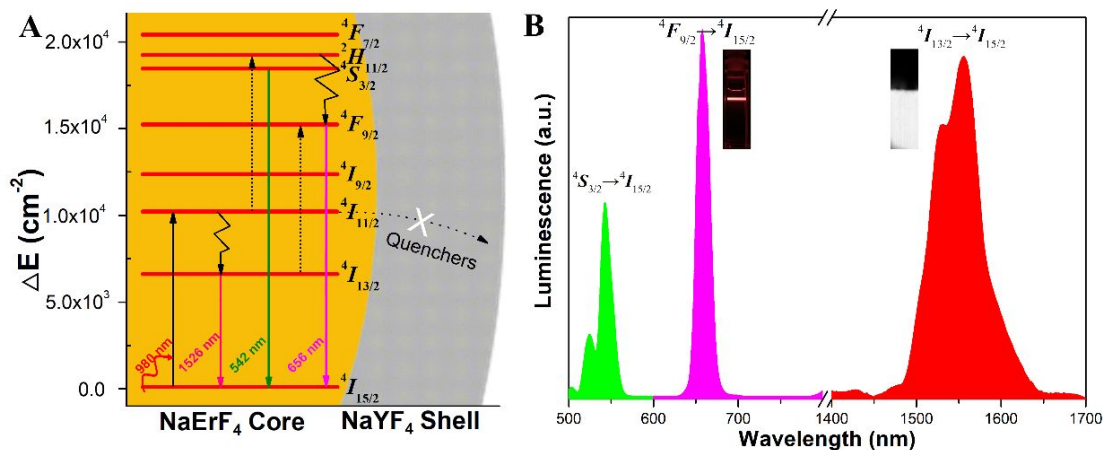 A
B
ΔE (cm⁻²)
2.0x10⁴
1.5x10⁴
1.0x10⁴
5.0x10³
0.0
⁴F₇/₂
²H₁₁/₂
⁴S₃/₂
⁴F₉/₂
⁴I₉/₂
⁴I₁₁/₂
⁴I₁₃/₂
⁴I₁₅/₂
X
Quenchers
980 nm
1526 nm
542 nm
656 nm
NaErF₄ Core
NaYF₄ Shell
Luminescence (a.u.)
⁴S₃/₂→⁴I₁₅/₂
⁴F₉/₂→⁴I₁₅/₂
⁴I₁₃/₂→⁴I₁₅/₂
500 600 700 1400 1500 1600 1700
Wavelength (nm)